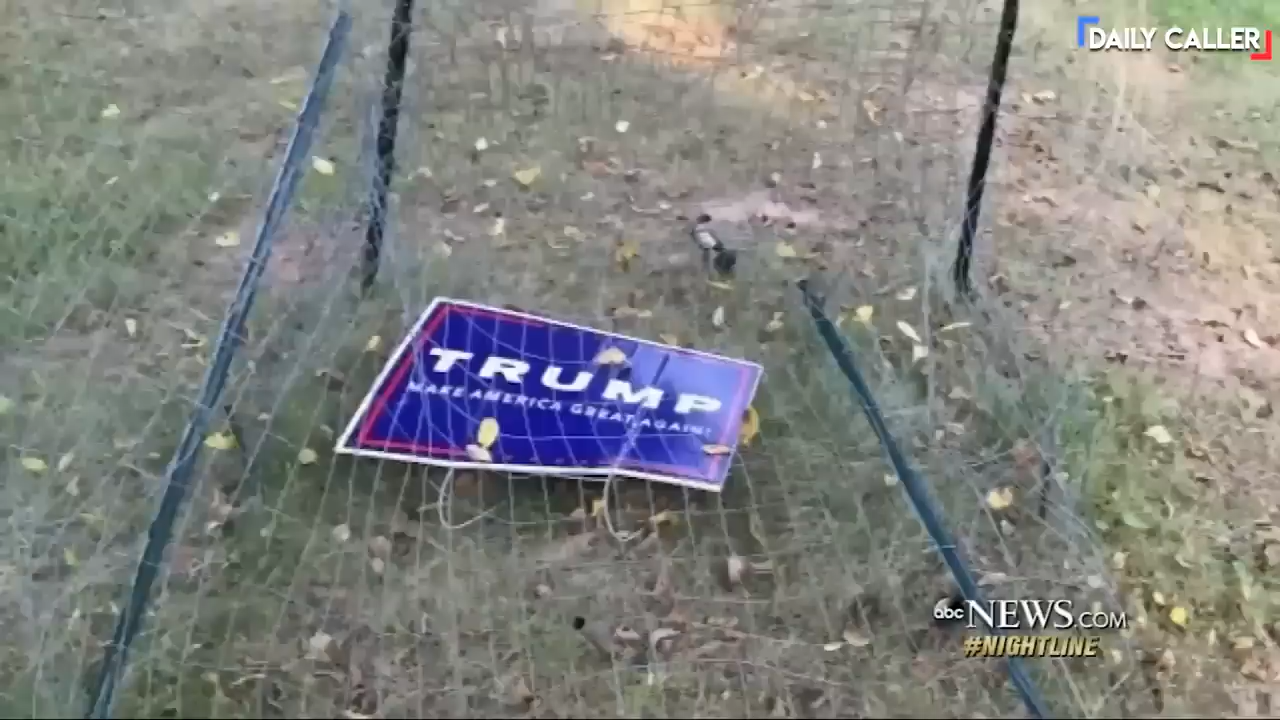 DAILY CALLER
TRUMP
MAKE AMERICA GREAT AGAIN!
abc NEWS.COM
#NIGHTLINE